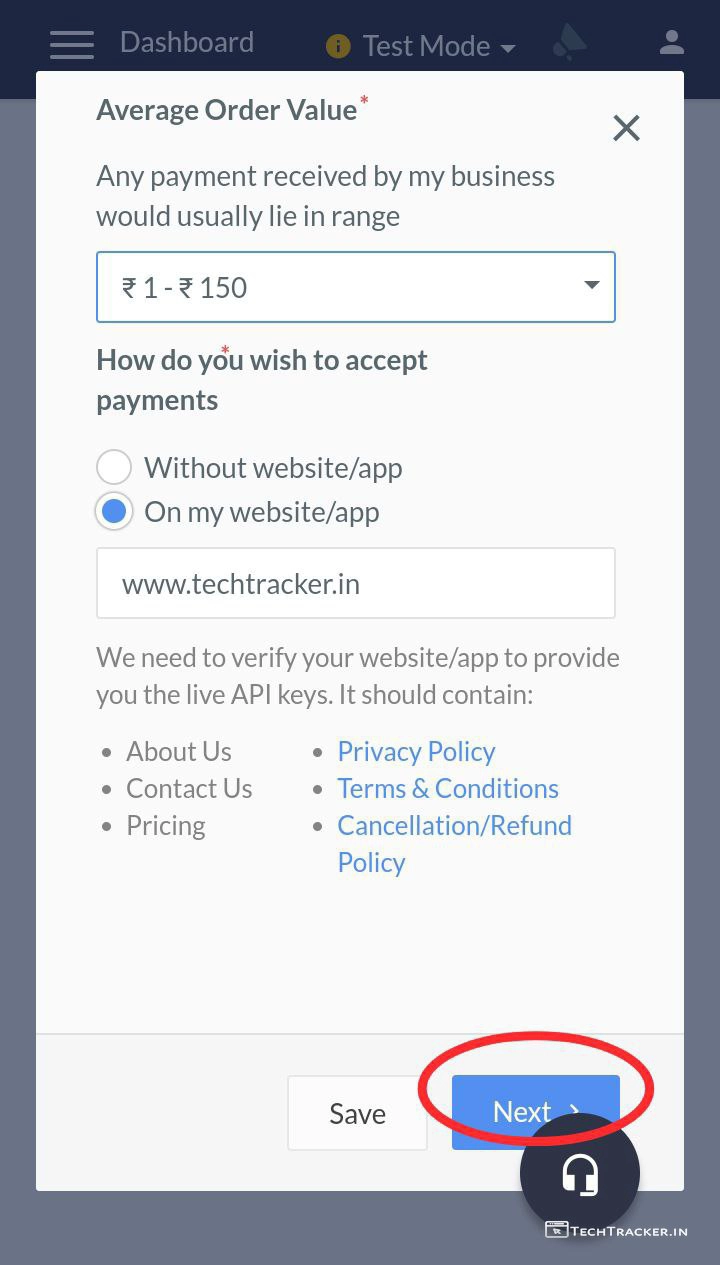 Dashboard
Test Mode
Average Order Value*
Any payment received by my business
would usually lie in range
₹ 1 - ₹ 150
How do you wish to accept*
payments
Without website/app
On my website/app
www.techtracker.in
We need to verify your website/app to provide
you the live API keys. It should contain:
• About Us
• Contact Us
• Pricing
• Privacy Policy
• Terms & Conditions
• Cancellation/Refund
Policy
Save
Next
TECHTRACKER.IN